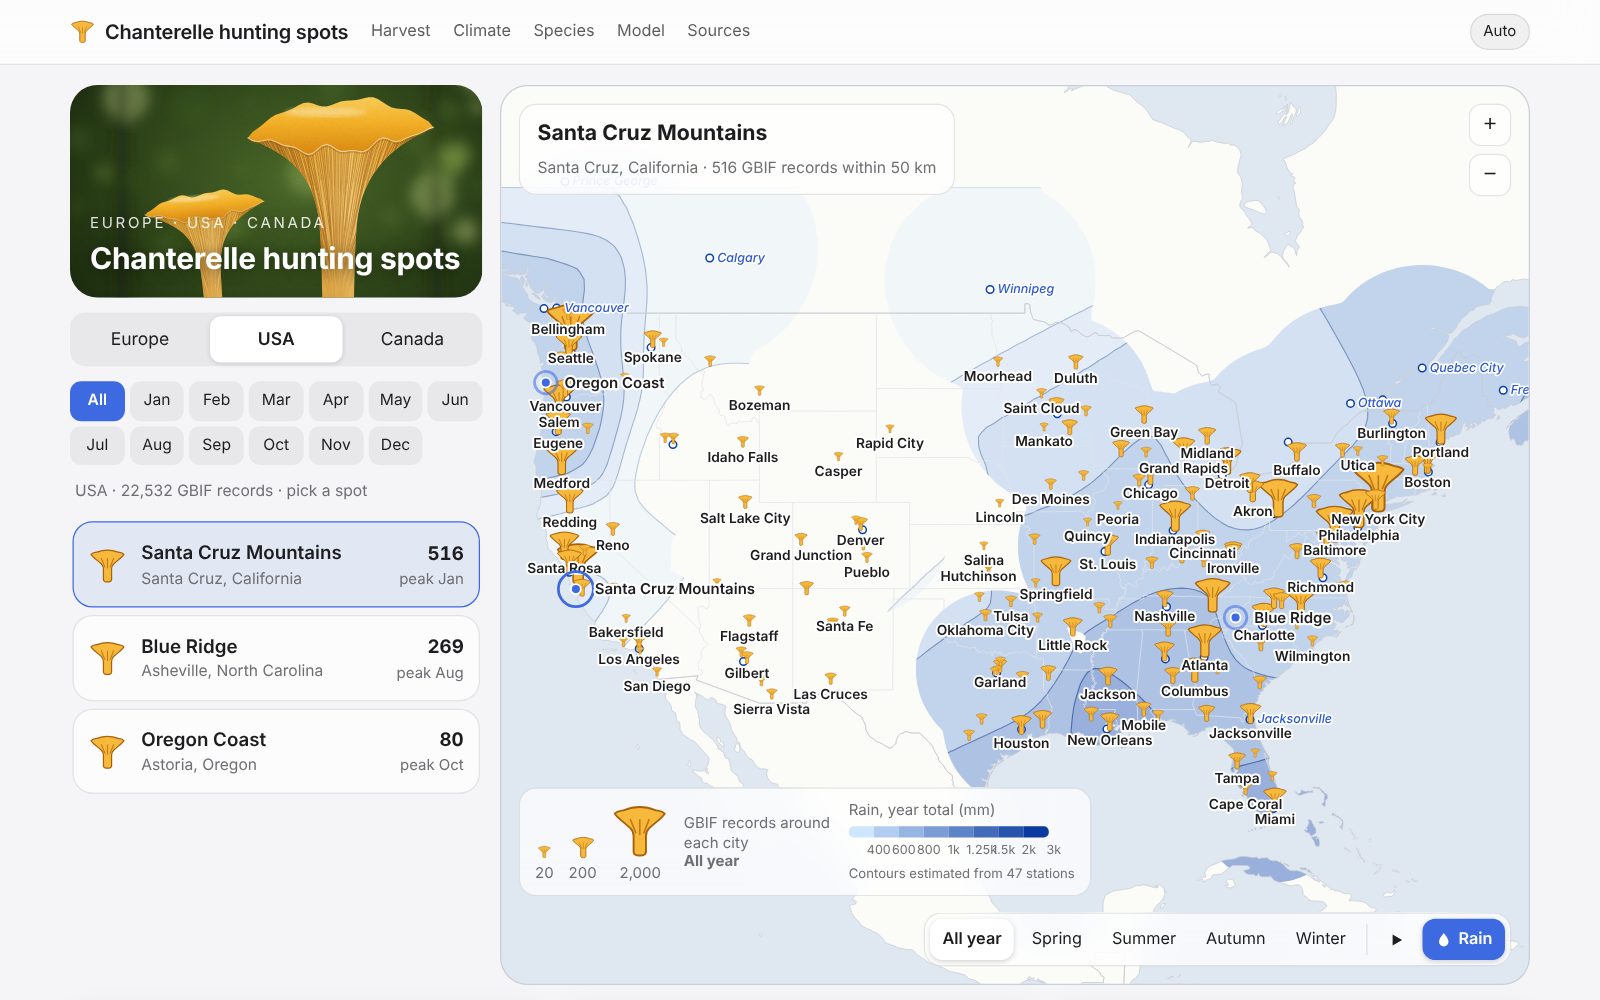 Chanterelle hunting spots
Harvest
Climate
Species
Model
Sources
Auto
EUROPE · USA · CANADA
Chanterelle hunting spots
Europe
USA
Canada
All
Jan
Feb
Mar
Apr
May
Jun
Jul
Aug
Sep
Oct
Nov
Dec
USA · 22,532 GBIF records · pick a spot
Santa Cruz Mountains
516
Santa Cruz, California
peak Jan
Blue Ridge
269
Asheville, North Carolina
peak Aug
Oregon Coast
80
Astoria, Oregon
peak Oct
Santa Cruz Mountains
Santa Cruz, California · 516 GBIF records within 50 km
Prince George
+
−
Calgary
Winnipeg
Vancouver
Bellingham
Seattle
Spokane
Oregon Coast
Vancouver
Salem
Eugene
Medford
Redding
Reno
Santa Rosa
Santa Cruz Mountains
Bozeman
Idaho Falls
Rapid City
Casper
Salt Lake City
Denver
Grand Junction
Pueblo
Bakersfield
Los Angeles
San Diego
Flagstaff
Gilbert
Santa Fe
Las Cruces
Sierra Vista
Moorhead
Duluth
Saint Cloud
Mankato
Green Bay
Midland
Grand Rapids
Detroit
Des Moines
Chicago
Lincoln
Peoria
Quincy
Indianapolis
Cincinnati
Ironville
Salina
Hutchinson
St. Louis
Springfield
Tulsa
Oklahoma City
Little Rock
Nashville
Blue Ridge
Charlotte
Wilmington
Garland
Jackson
Atlanta
Columbus
Houston
New Orleans
Mobile
Jacksonville
Jacksonville
Tampa
Cape Coral
Miami
Quebec City
Fre
Ottawa
Burlington
Portland
Buffalo
Utica
Boston
Akron
New York City
Philadelphia
Baltimore
Richmond
20
200
2,000
GBIF records around
each city
All year
Rain, year total (mm)
400
600
800
1k
1.25k
1.5k
2k
3k
Contours estimated from 47 stations
All year
Spring
Summer
Autumn
Winter
Rain